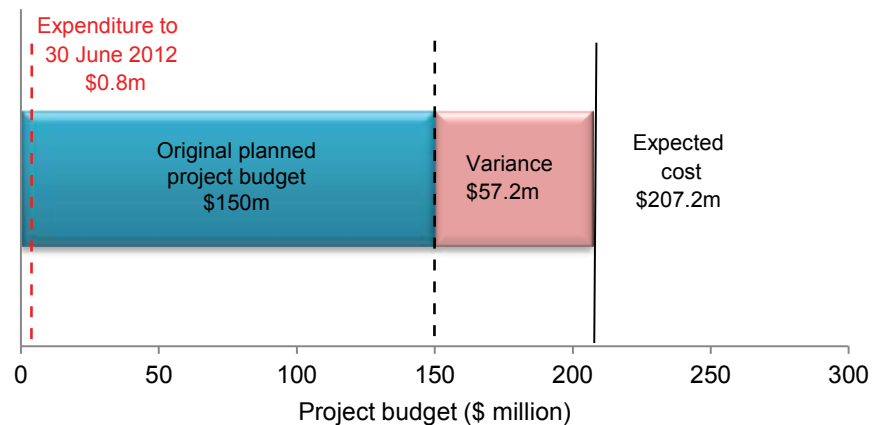 Expenditure to
30 June 2012
$0.8m
Original planned
project budget
$150m
Variance
$57.2m
Expected
cost
$207.2m
0 50 100 150 200 250 300
Project budget ($ million)